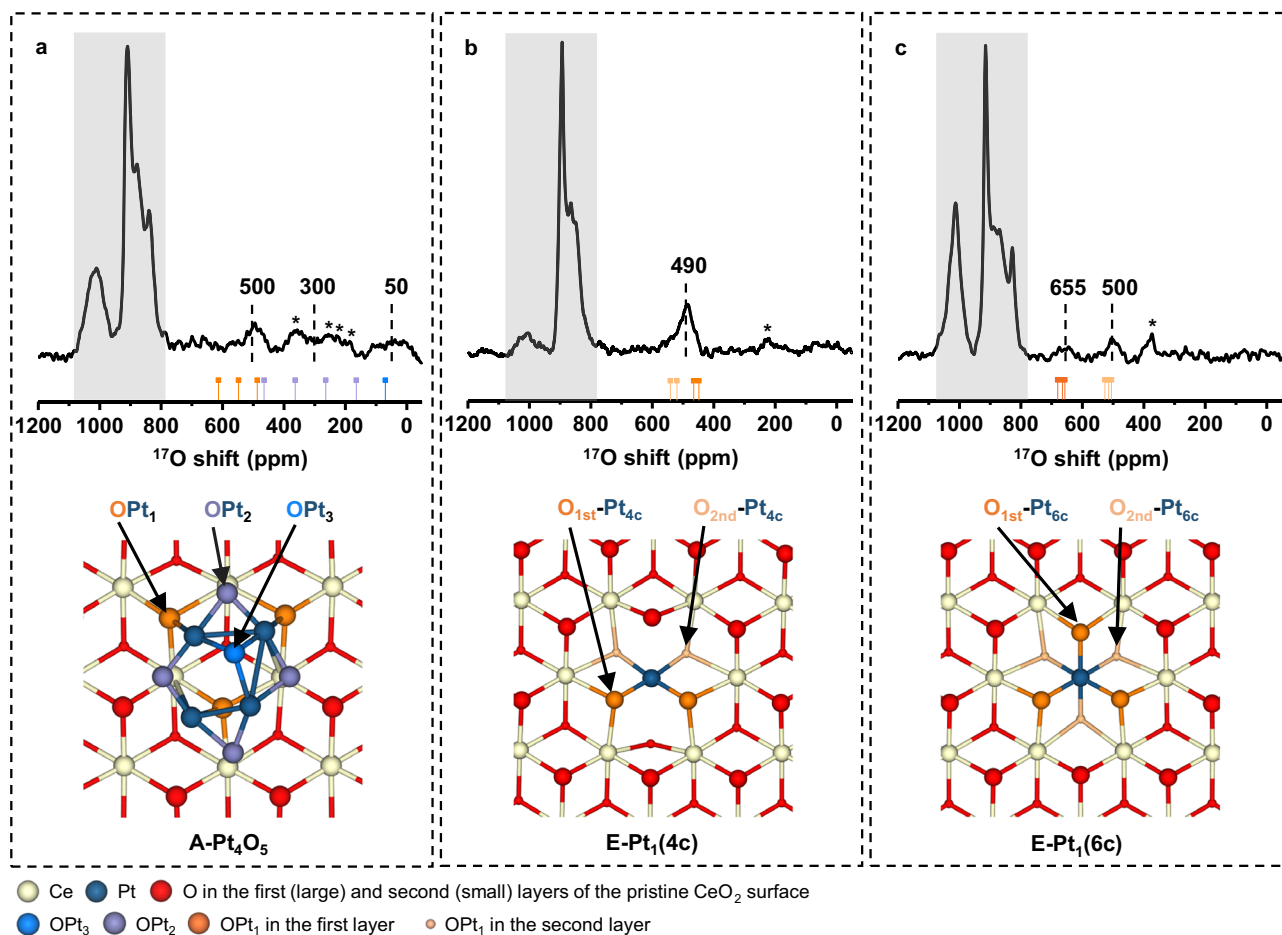 a
500
300
50
*
*
*
*
1200 1000 800 600 400 200 0
¹⁷O shift (ppm)
OPt₁ OPt₂ OPt₃
A-Pt₄O₅
b
490
*
1200 1000 800 600 400 200 0
¹⁷O shift (ppm)
O₁ₛₜ-Pt₄c O₂ₙd-Pt₄c
E-Pt₁(4c)
c
655
500
*
1200 1000 800 600 400 200 0
¹⁷O shift (ppm)
O₁ₛₜ-Pt₆c O₂ₙd-Pt₆c
E-Pt₁(6c)
Ce Pt O in the first (large) and second (small) layers of the pristine CeO₂ surface
OPt₃ OPt₂ OPt₁ in the first layer OPt₁ in the second layer